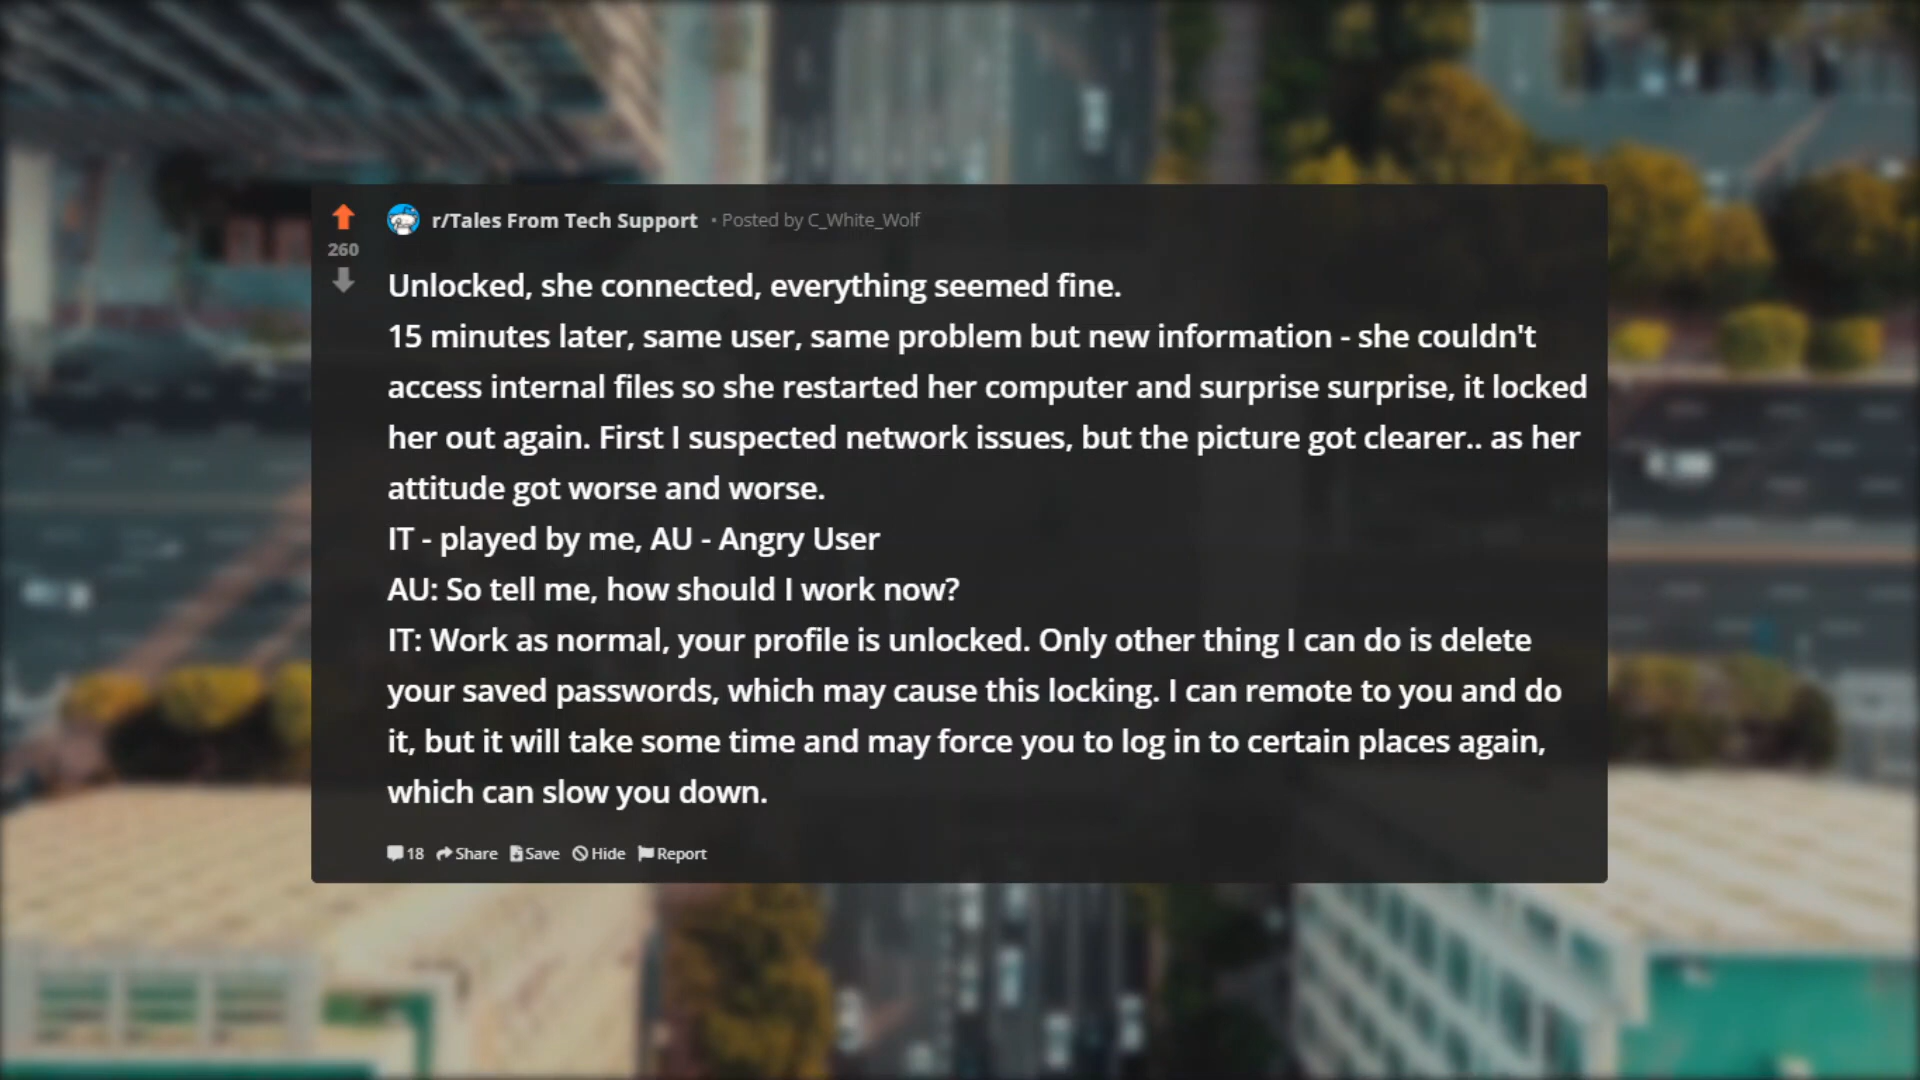 r/Tales From Tech Support • Posted by C_White_Wolf
260
Unlocked, she connected, everything seemed fine.
15 minutes later, same user, same problem but new information - she couldn't
access internal files so she restarted her computer and surprise surprise, it locked
her out again. First I suspected network issues, but the picture got clearer.. as her
attitude got worse and worse.
IT - played by me, AU - Angry User
AU: So tell me, how should I work now?
IT: Work as normal, your profile is unlocked. Only other thing I can do is delete
your saved passwords, which may cause this locking. I can remote to you and do
it, but it will take some time and may force you to log in to certain places again,
which can slow you down.
18 Share Save Hide Report